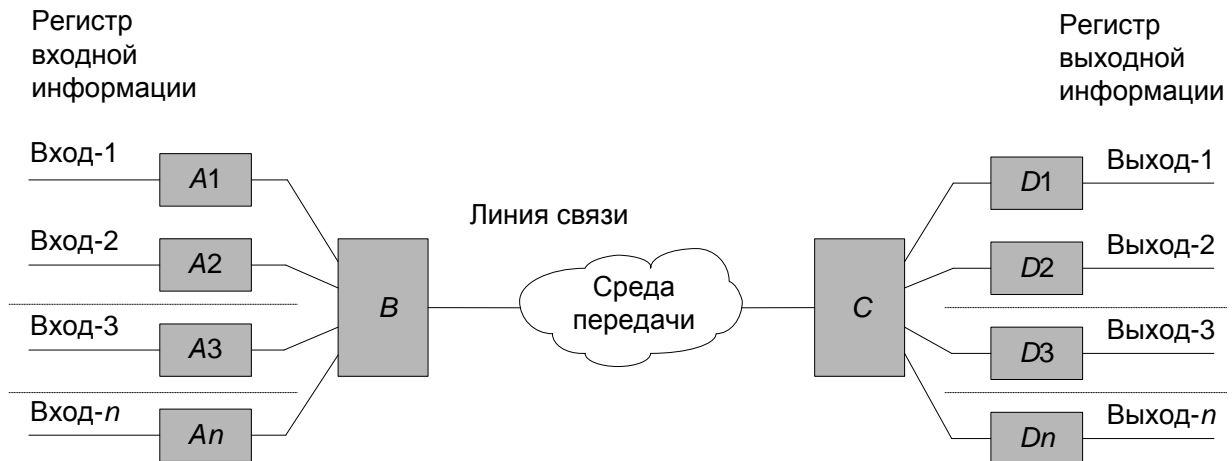 Регистр
входной
информации
Регистр
выходной
информации
Вход-1
A1
Вход-2
A2
Вход-3
A3
Вход-n
An
B
Линия связи
Среда
передачи
C
D1
Выход-1
D2
Выход-2
D3
Выход-3
Dn
Выход-n